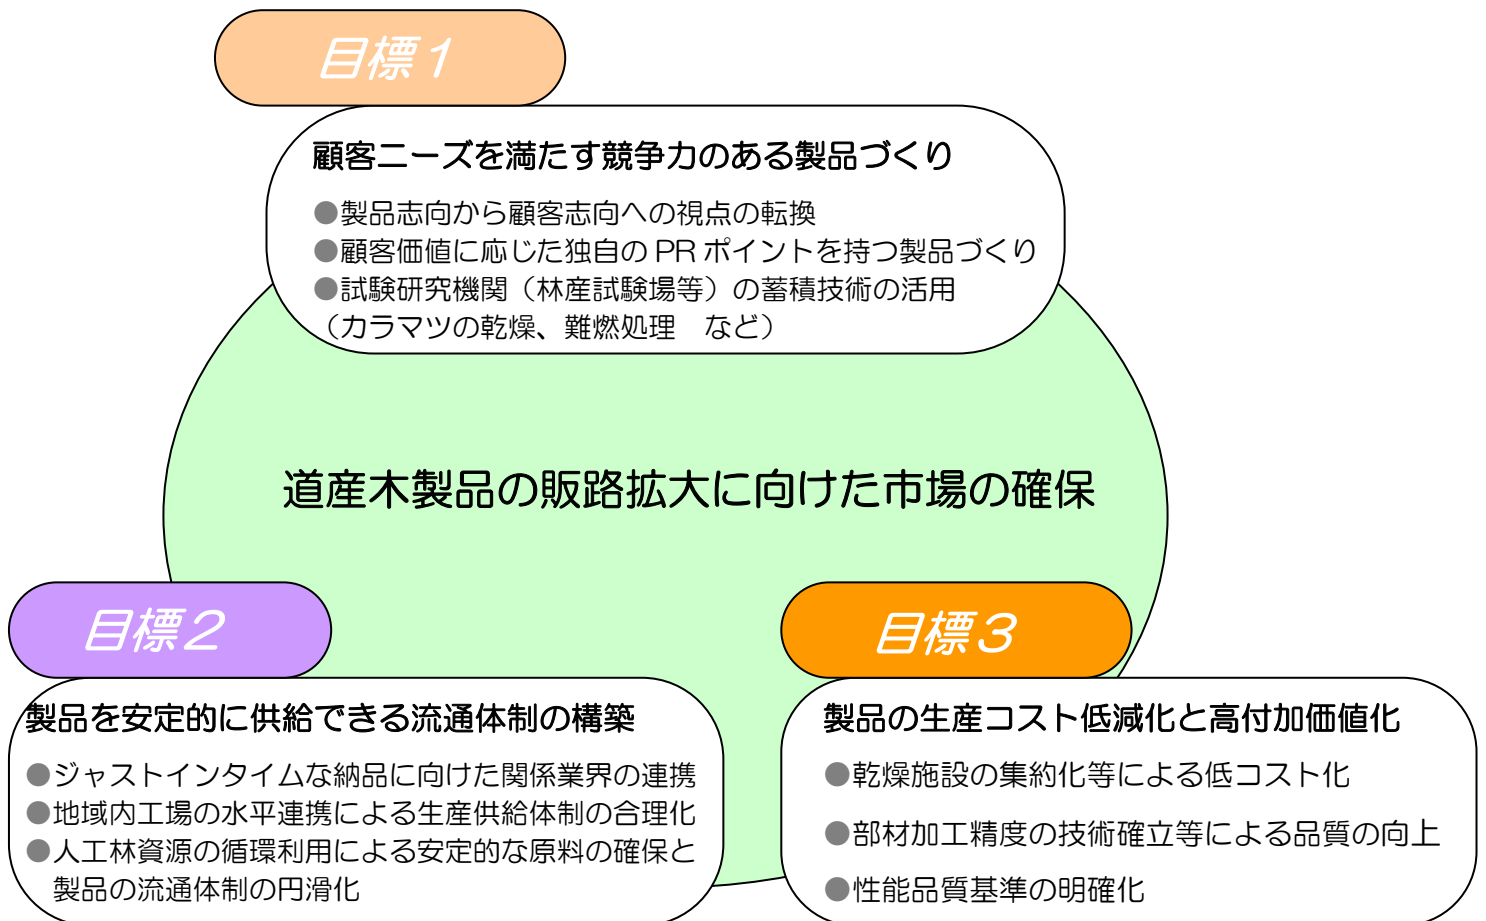 目標１
顧客ニーズを満たす競争力のある製品づくり
●製品志向から顧客志向への視点の転換
●顧客価値に応じた独自の PR ポイントを持つ製品づくり
●試験研究機関（林産試験場等）の蓄積技術の活用
（カラマツの乾燥、難燃処理　など）
道産木製品の販路拡大に向けた市場の確保
目標２
製品を安定的に供給できる流通体制の構築
●ジャストインタイムな納品に向けた関係業界の連携
●地域内工場の水平連携による生産供給体制の合理化
●人工林資源の循環利用による安定的な原料の確保と
製品の流通体制の円滑化
目標３
製品の生産コスト低減化と高付加価値化
●乾燥施設の集約化等による低コスト化
●部材加工精度の技術確立等による品質の向上
●性能品質基準の明確化